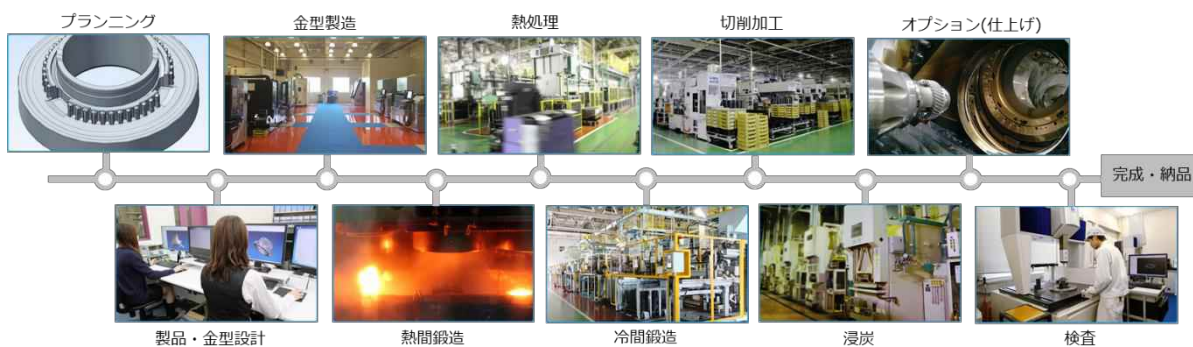 プランニング
金型製造
熱処理
切削加工
オプション(仕上げ)
完成・納品
製品・金型設計
熱間鍛造
冷間鍛造
浸炭
検査